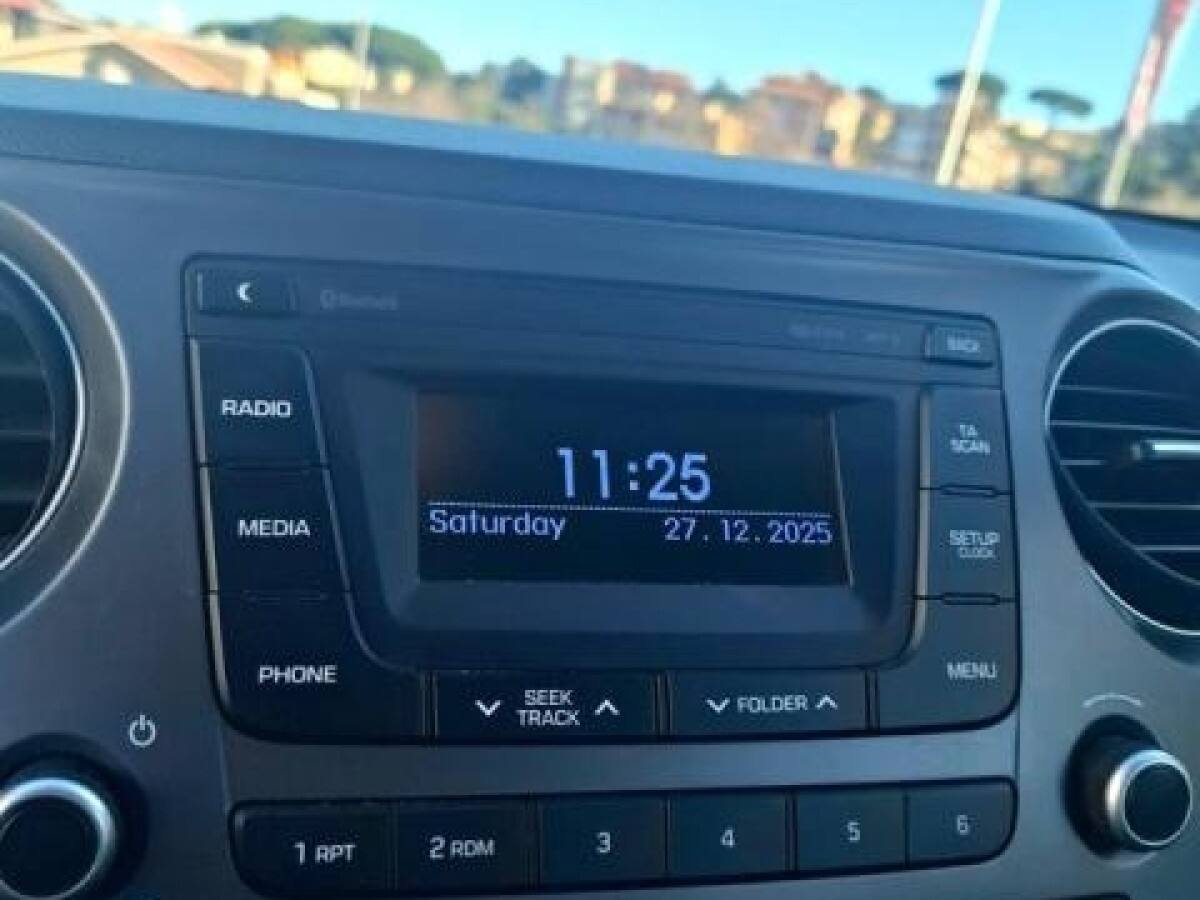 Bluetooth
BACK
RADIO
TA
SCAN
11:25
Saturday 27.12.2025
MEDIA
SETUP
CLOCK
PHONE
SEEK
TRACK
FOLDER
MENU
1 RPT
2 RDM
3
4
5
6